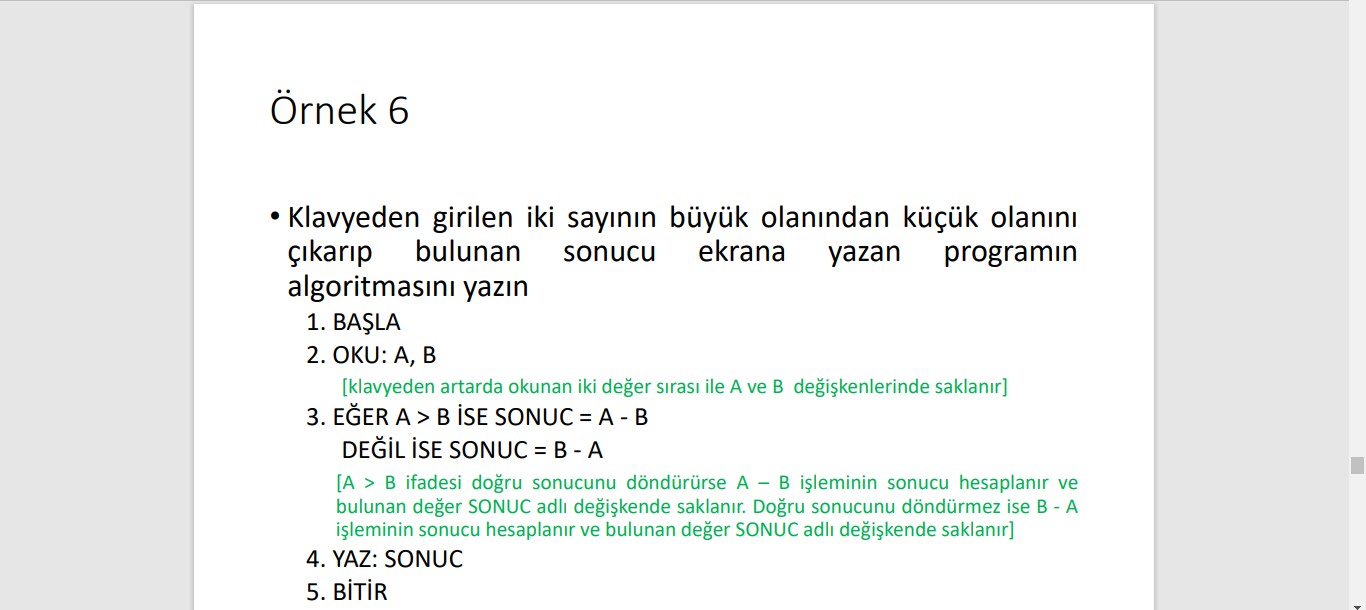 Örnek 6
• Klavyeden girilen iki sayının büyük olanından küçük olanını
çıkarıp bulunan sonucu ekrana yazan programın
algoritmasını yazın
1. BAŞLA
2. OKU: A, B
[klavyeden artarda okunan iki değer sırası ile A ve B değişkenlerinde saklanır]
3. EĞER A > B İSE SONUC = A - B
DEĞİL İSE SONUC = B - A
[A > B ifadesi doğru sonucunu döndürürse A – B işleminin sonucu hesaplanır ve
bulunan değer SONUC adlı değişkende saklanır. Doğru sonucunu döndürmez ise B - A
işleminin sonucu hesaplanır ve bulunan değer SONUC adlı değişkende saklanır]
4. YAZ: SONUC
5. BİTİR